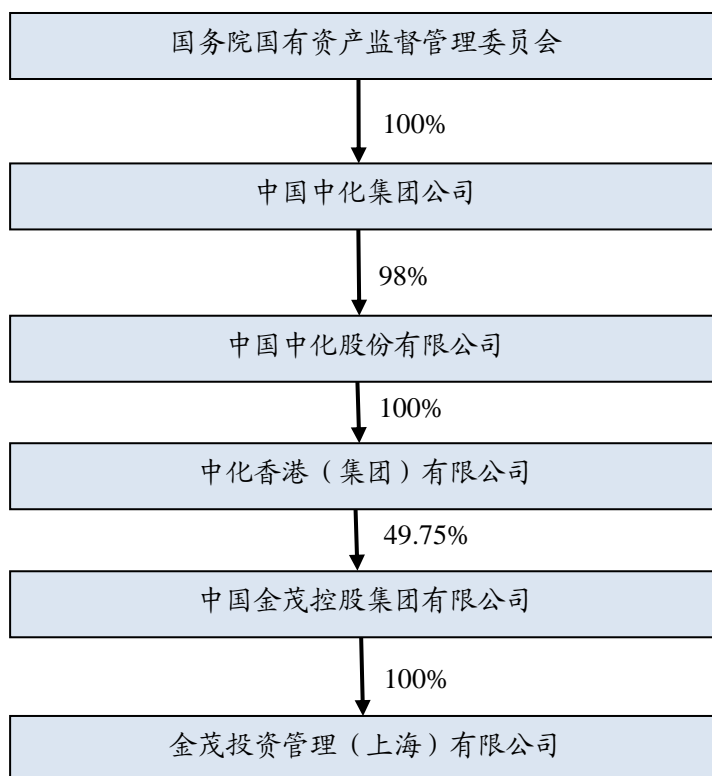 国务院国有资产监督管理委员会
100%
中国中化集团公司
98%
中国中化股份有限公司
100%
中化香港（集团）有限公司
49.75%
中国金茂控股集团有限公司
100%
金茂投资管理（上海）有限公司